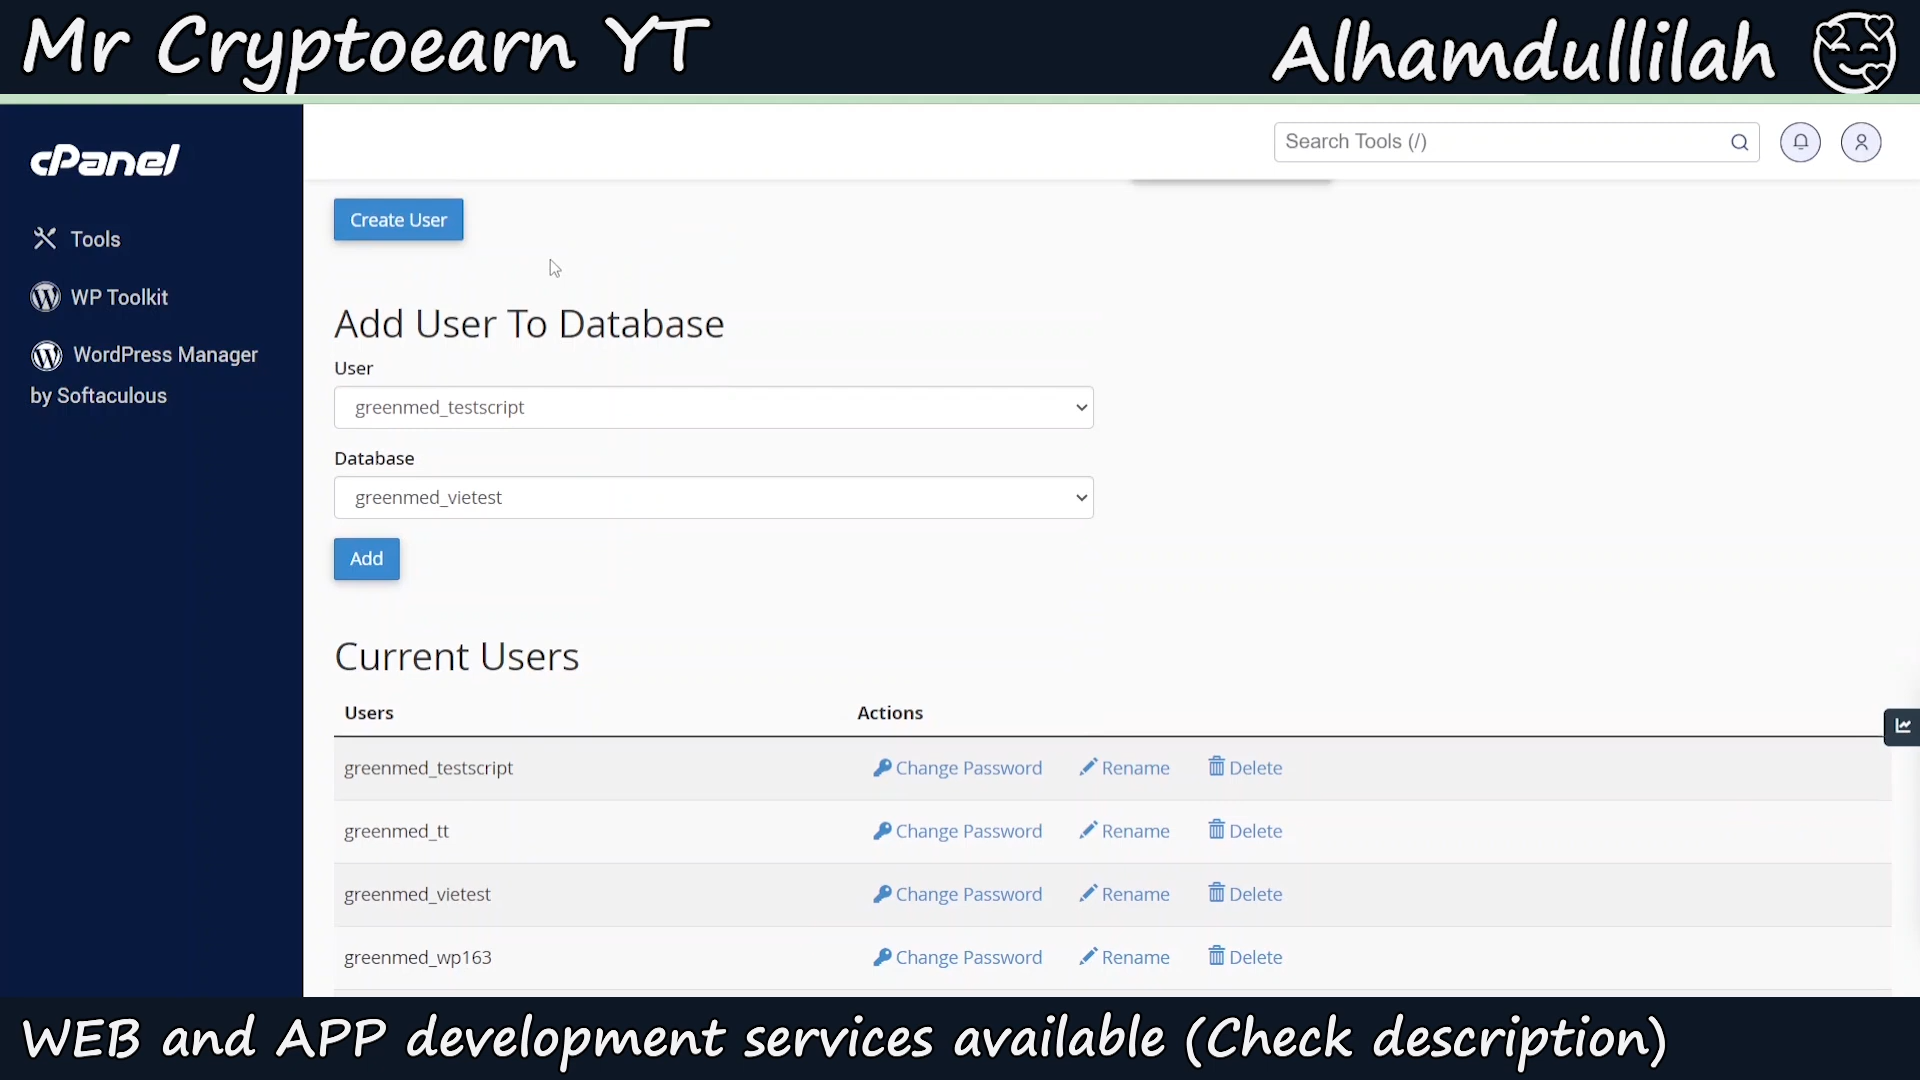 Mr Cryptoearn YT
Alhamdullilah
cPanel
Search Tools (/)
Tools
WP Toolkit
WordPress Manager
by Softaculous
Create User
Add User To Database
User
greenmed_testscript
Database
greenmed_vietest
Add
Current Users
Users Actions
greenmed_testscript Change Password Rename Delete
greenmed_tt Change Password Rename Delete
greenmed_vietest Change Password Rename Delete
greenmed_wp163 Change Password Rename Delete
WEB and APP development services available (Check description)